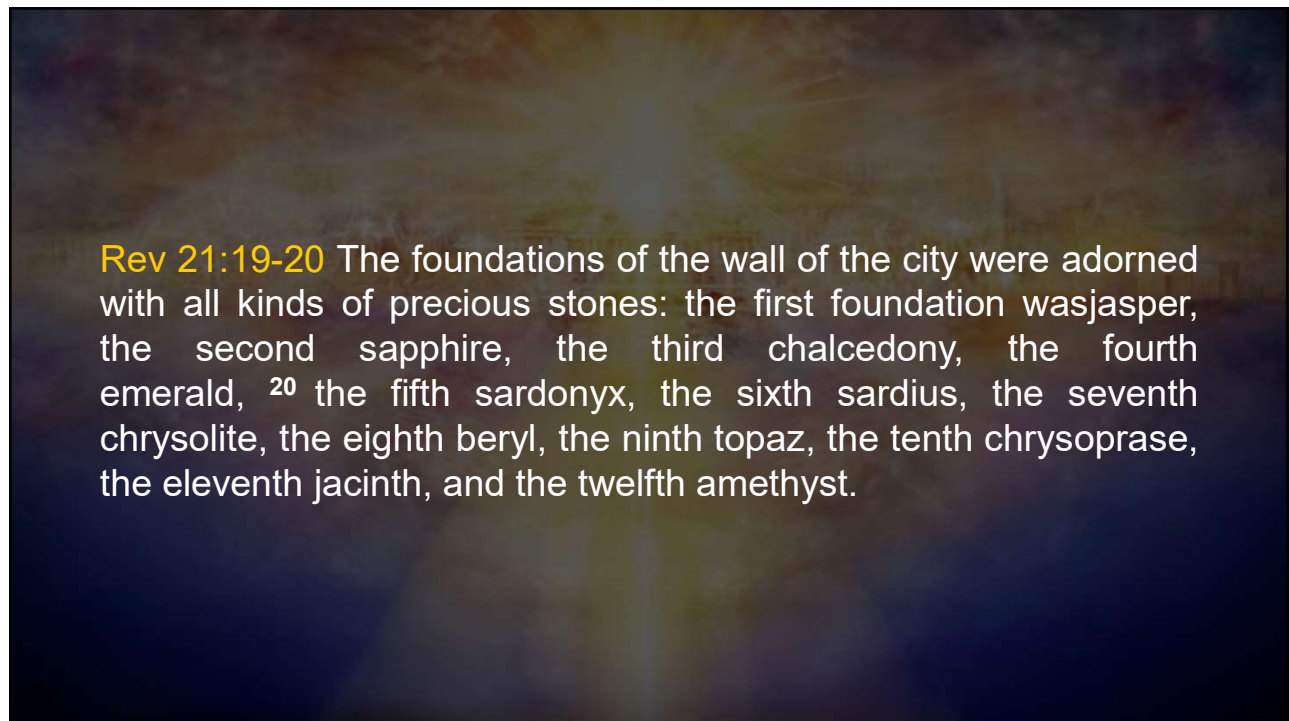 Rev 21:19-20 The foundations of the wall of the city were adorned
with all kinds of precious stones: the first foundation wasjasper,
the second sapphire, the third chalcedony, the fourth
emerald, 20 the fifth sardonyx, the sixth sardius, the seventh
chrysolite, the eighth beryl, the ninth topaz, the tenth chrysoprase,
the eleventh jacinth, and the twelfth amethyst.